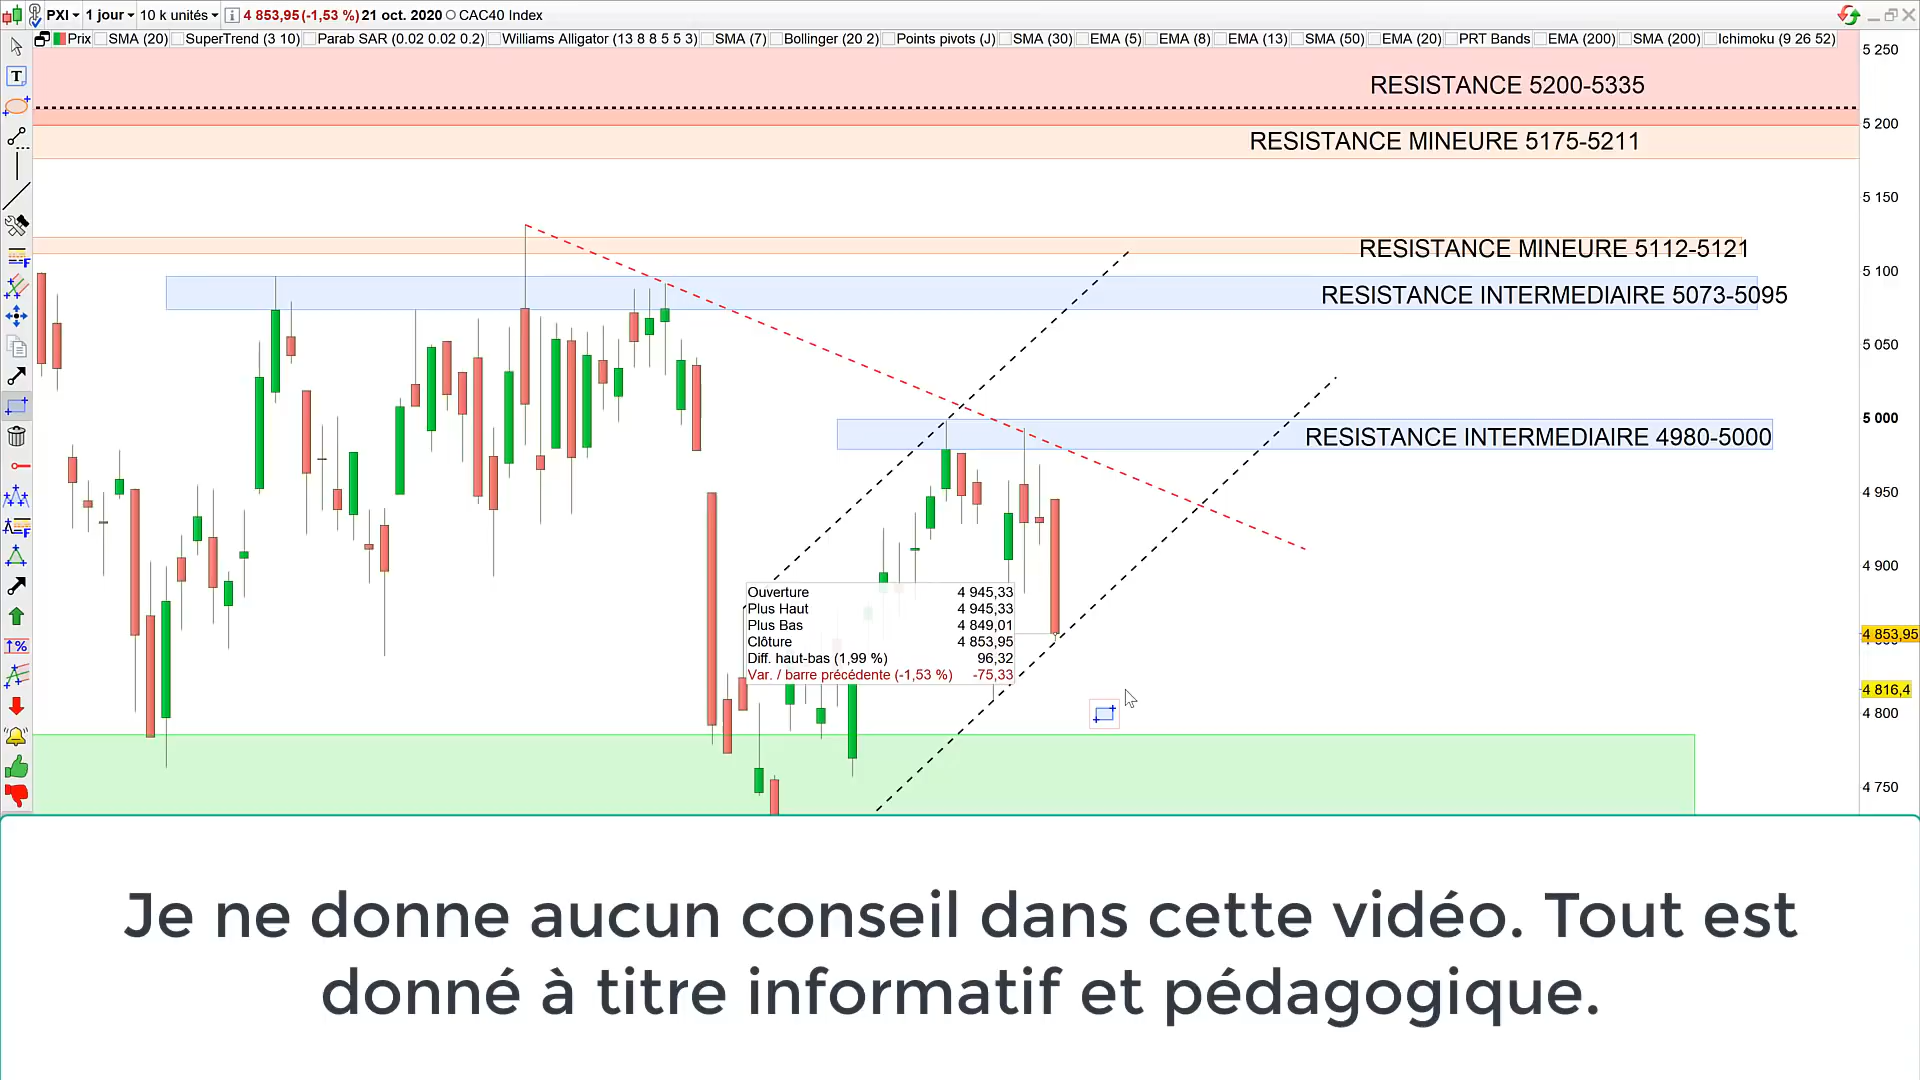 PXI 1 jour 10 k unités 4 853,95 (-1,53 %) 21 oct. 2020 CAC40 Index
Prix SMA (20) SuperTrend (3 10) Parab SAR (0.02 0.02 0.2) Williams Alligator (13 8 8 5 5 3) SMA (7) Bollinger (20 2) Points pivots (J) SMA (30) EMA (5) EMA (8) EMA (13) SMA (50) EMA (20) PRT Bands EMA (200) SMA (200) Ichimoku (9 26 52)
5 250
RESISTANCE 5200-5335
5 200
RESISTANCE MINEURE 5175-5211
5 150
RESISTANCE MINEURE 5112-5121
5 100
RESISTANCE INTERMEDIAIRE 5073-5095
5 050
5 000
RESISTANCE INTERMEDIAIRE 4980-5000
4 950
4 900
Ouverture 4 945,33
Plus Haut 4 945,33
Plus Bas 4 849,01
Clôture 4 853,95
4 853,95
Diff. haut-bas (1,99 %) 96,32
Var. / barre précédente (-1,53 %) -75,33
4 816,4
4 800
4 750
Je ne donne aucun conseil dans cette vidéo. Tout est
donné à titre informatif et pédagogique.